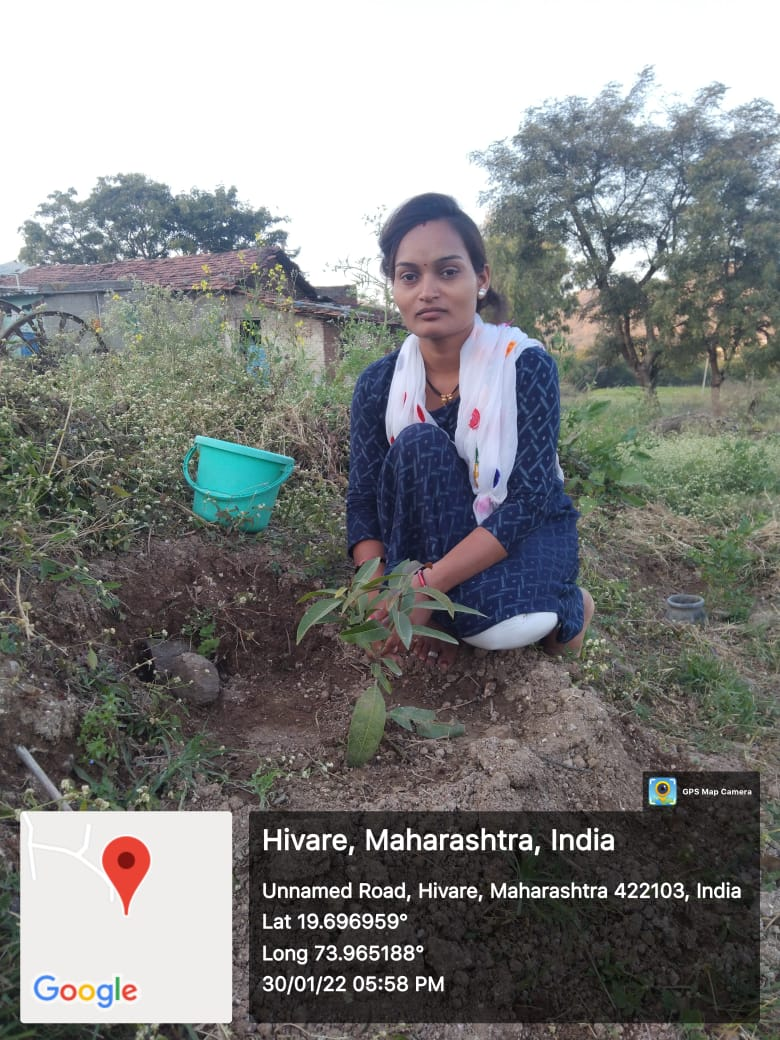 GPS Map Camera
Hivare, Maharashtra, India
Unnamed Road, Hivare, Maharashtra 422103, India
Lat 19.696959°
Long 73.965188°
30/01/22 05:58 PM
Google